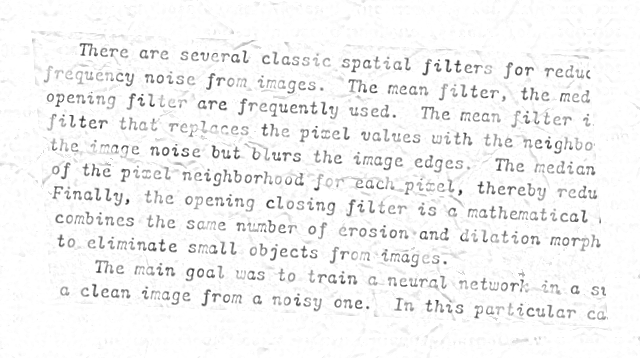 There are several classic spatial filters for reduc
frequency noise from images. The mean filter, the med
opening filter are frequently used. The mean filter i
filter that replaces the pixel values with the neighbo
the image noise but blurs the image edges. The median
of the pixel neighborhood for each pixel, thereby redu
Finally, the opening closing filter is a mathematical
combines the same number of erosion and dilation morph
to eliminate small objects from images.
The main goal was to train a neural network in a su
a clean image from a noisy one. In this particular ca